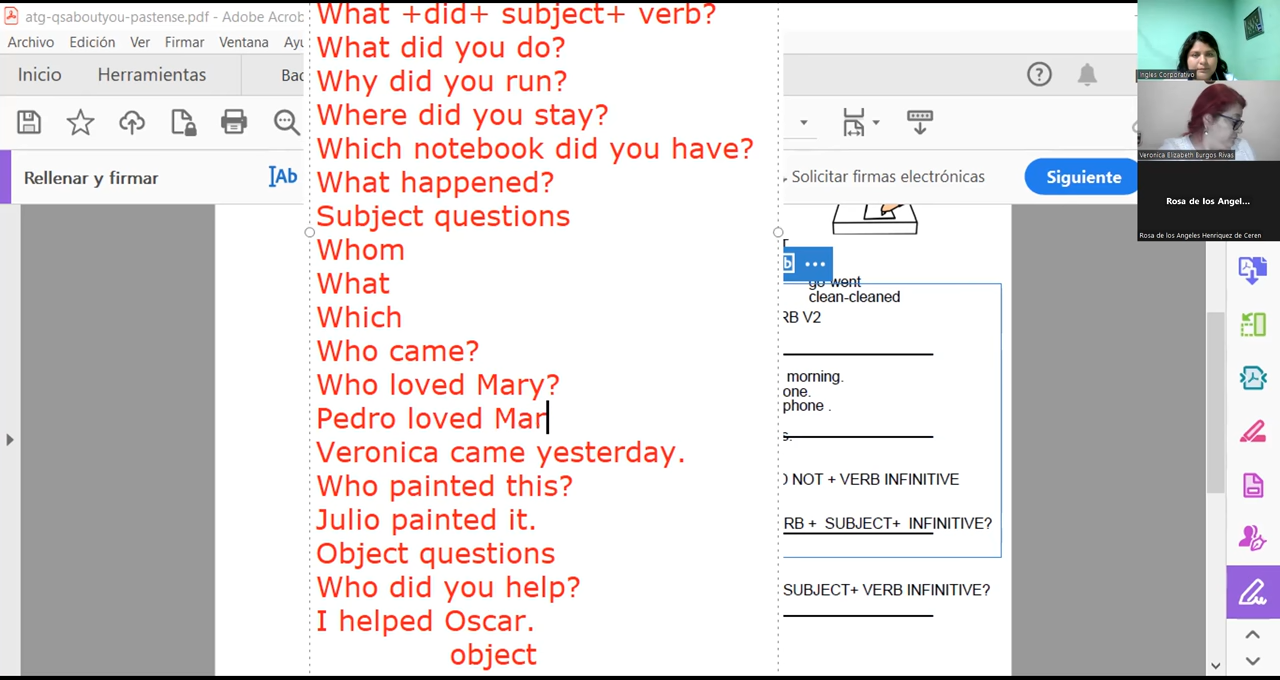 atg-qsaboutyou-pastense.pdf - Adobe Acrob
Archivo Edición Ver Firmar Ventana Ayu
Inicio Herramientas Bac
Rellenar y firmar
Solicitar firmas electrónicas
Siguiente
What +did+ subject+ verb?
What did you do?
Why did you run?
Where did you stay?
Which notebook did you have?
What happened?
Subject questions
Whom
What
Which
Who came?
Who loved Mary?
Pedro loved Mar
Veronica came yesterday.
Who painted this?
Julio painted it.
Object questions
Who did you help?
I helped Oscar.
object
go-went
clean-cleaned
RB V2
morning.
one.
phone .
s.
O NOT + VERB INFINITIVE
RB + SUBJECT+ INFINITIVE?
SUBJECT+ VERB INFINITIVE?
Ingles Corporativo
Veronica Elizabeth Burgos Rivas
Rosa de los Angel...
Rosa de los Angeles Henriquez de Ceren